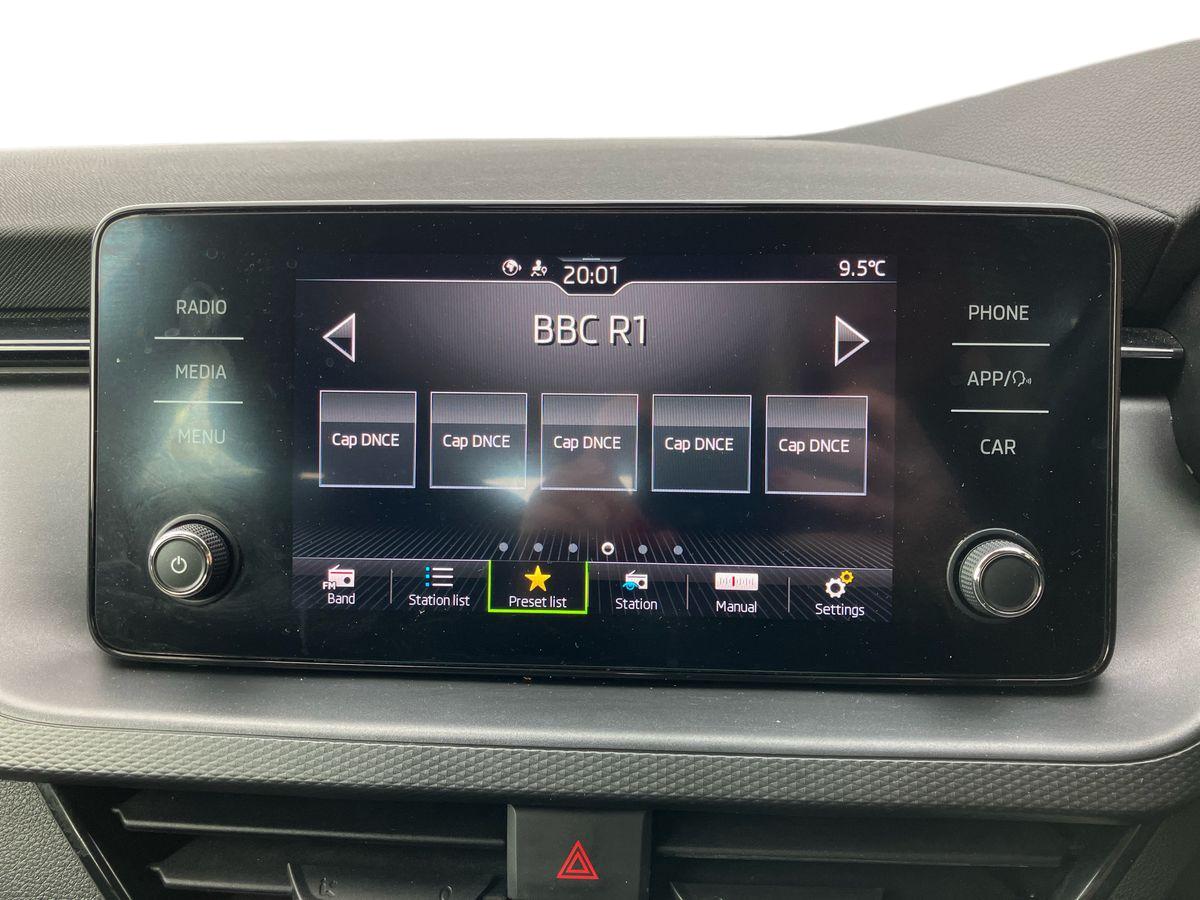 20:01
9.5°C
RADIO
MEDIA
MENU
PHONE
APP/
CAR
BBC R1
Cap DNCE
Cap DNCE
Cap DNCE
Cap DNCE
Cap DNCE
FM
Band
Station list
Preset list
Station
Manual
Settings